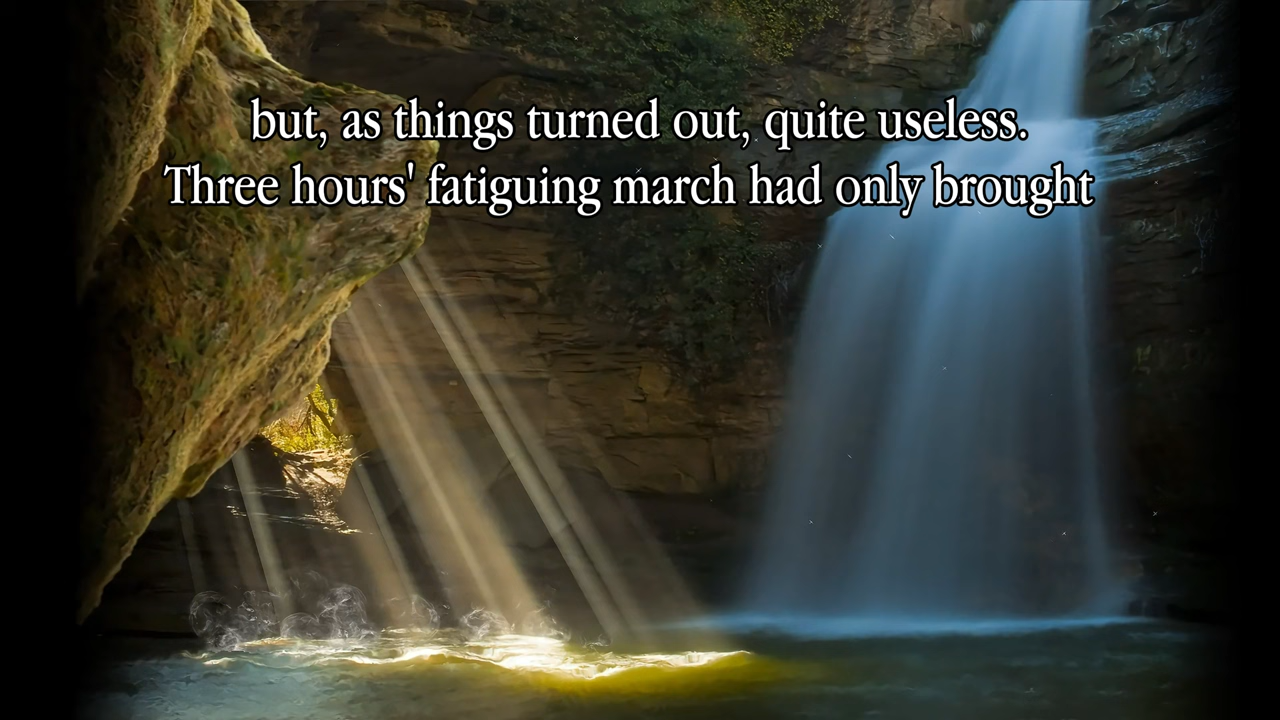 but, as things turned out, quite useless.
Three hours' fatiguing march had only brought